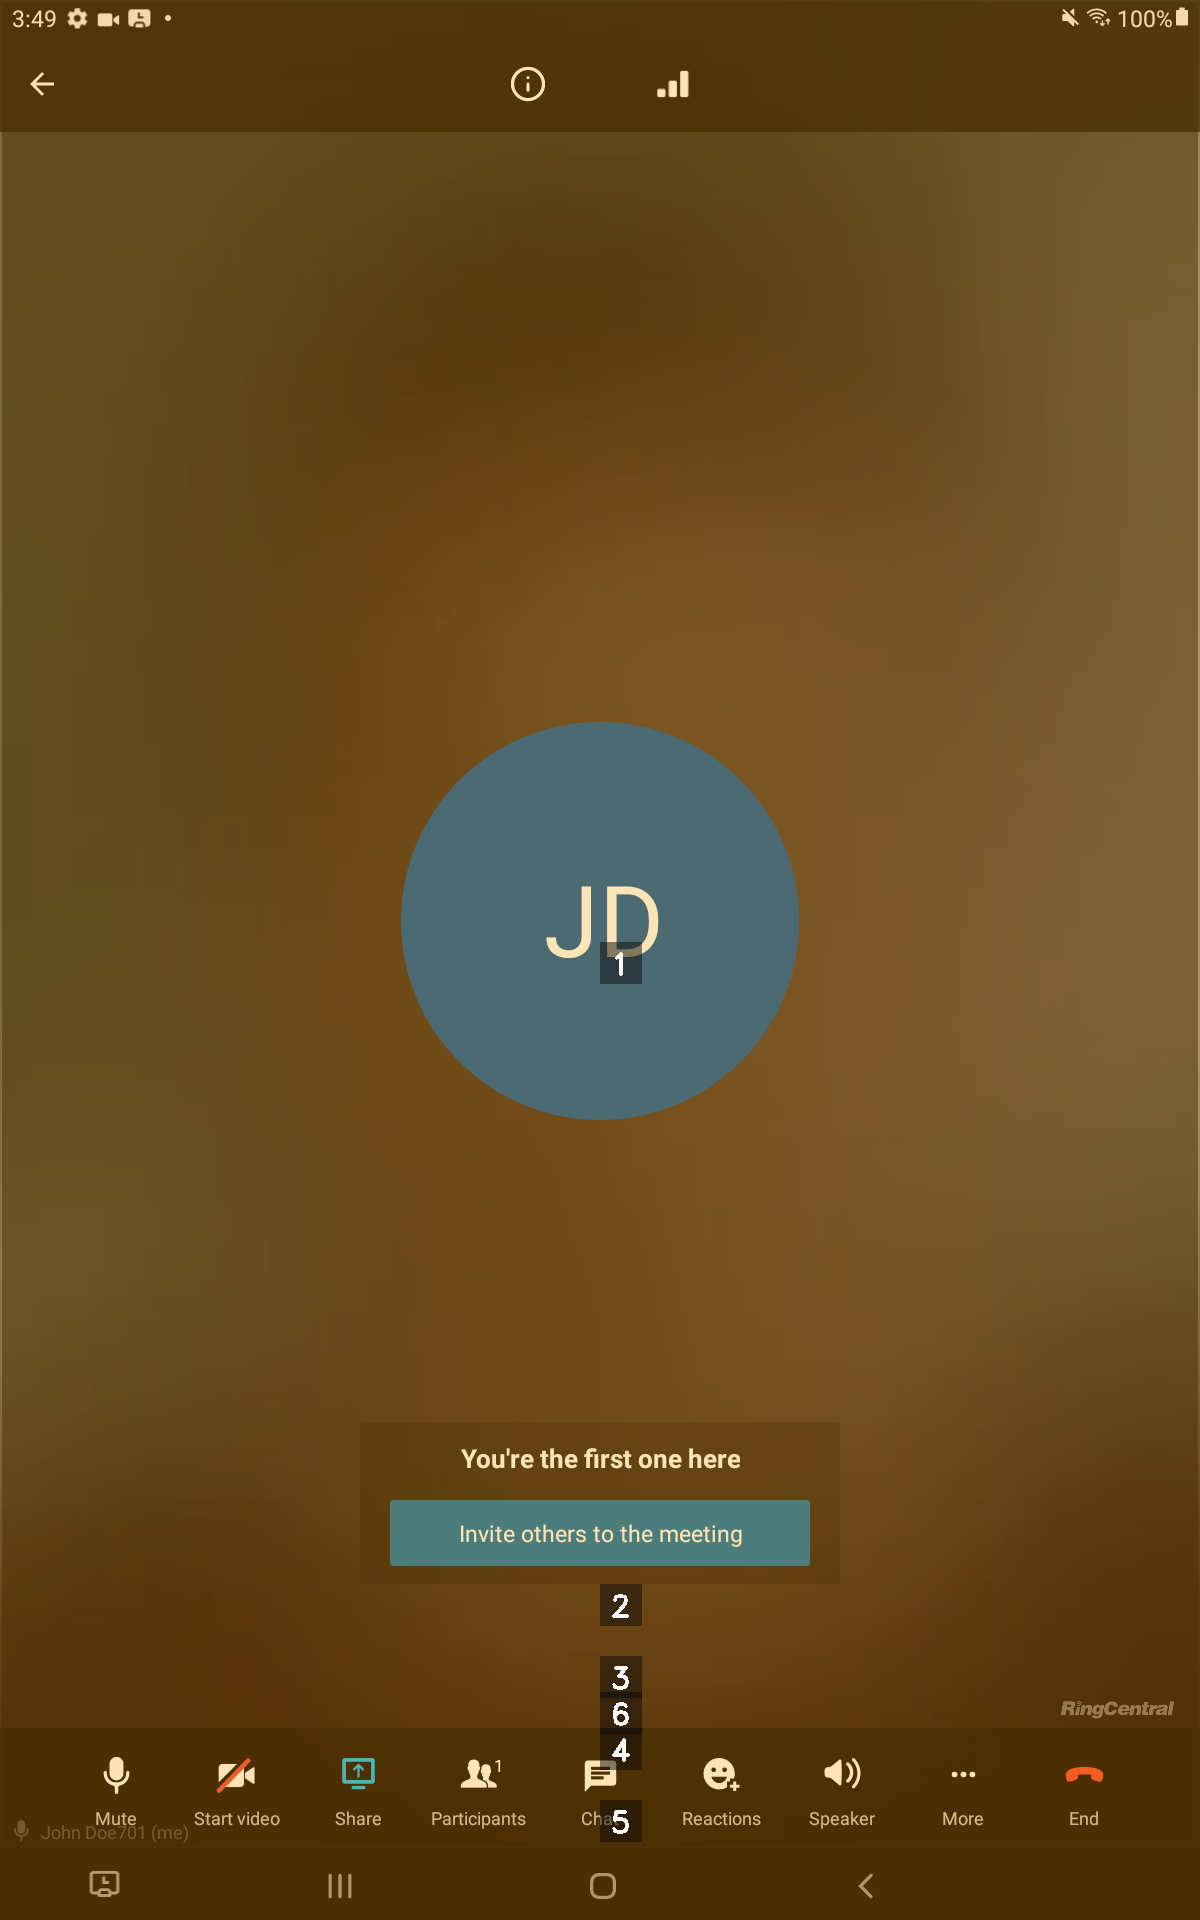 3:49
100%
JD
1
You're the first one here
Invite others to the meeting
2
3
RingCentral
6
4
1
Mute
Start video
Share
Participants
Cha
5
Reactions
Speaker
More
End
John Doe701 (me)